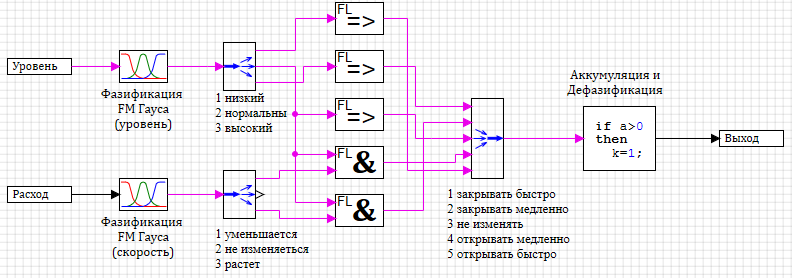 FL
=>
Уровень
Фазификация
FM Гауса
(уровень)
1 низкий
2 нормальны
3 высокий
FL
=>
FL
=>
Аккумуляция и
Дефазификация
if a>0
then
k=1;
Выход
FL
&
Расход
Фазификация
FM Гауса
(скорость)
1 уменьшается
2 не изменяеться
3 растет
FL
&
1 закрывать быстро
2 закрывать медленно
3 не изменять
4 открывать медленно
5 открывать быстро